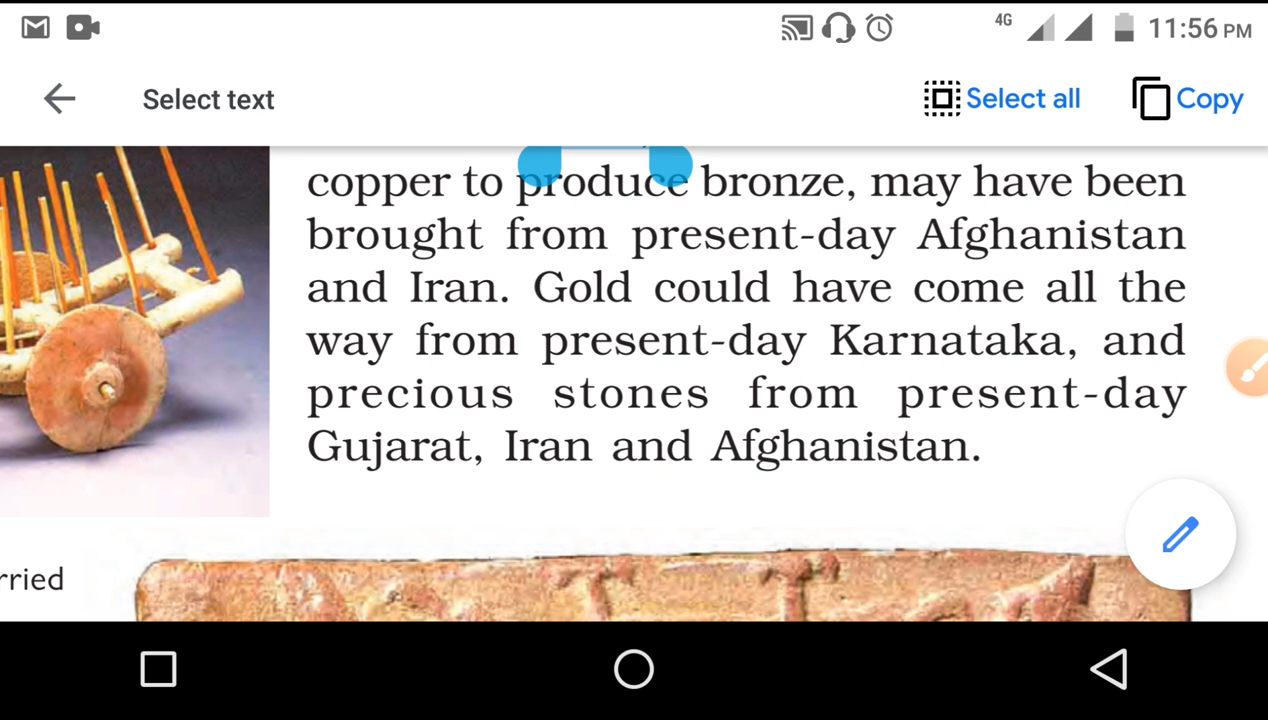 4G 11:56 PM
Select text Select all Copy
copper to produce bronze, may have been
brought from present-day Afghanistan
and Iran. Gold could have come all the
way from present-day Karnataka, and
precious stones from present-day
Gujarat, Iran and Afghanistan.
rried